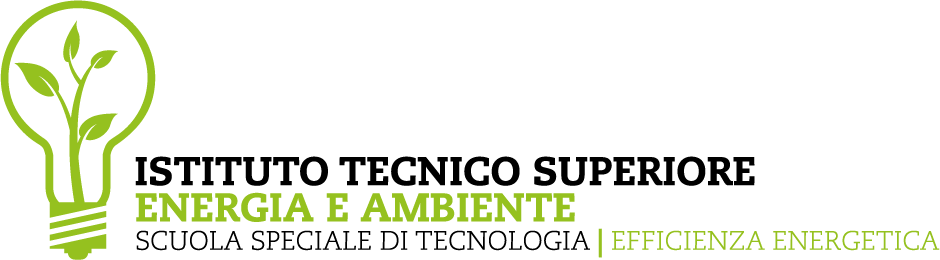 ISTITUTO TECNICO SUPERIORE
ENERGIA E AMBIENTE
SCUOLA SPECIALE DI TECNOLOGIA | EFFICIENZA ENERGETICA